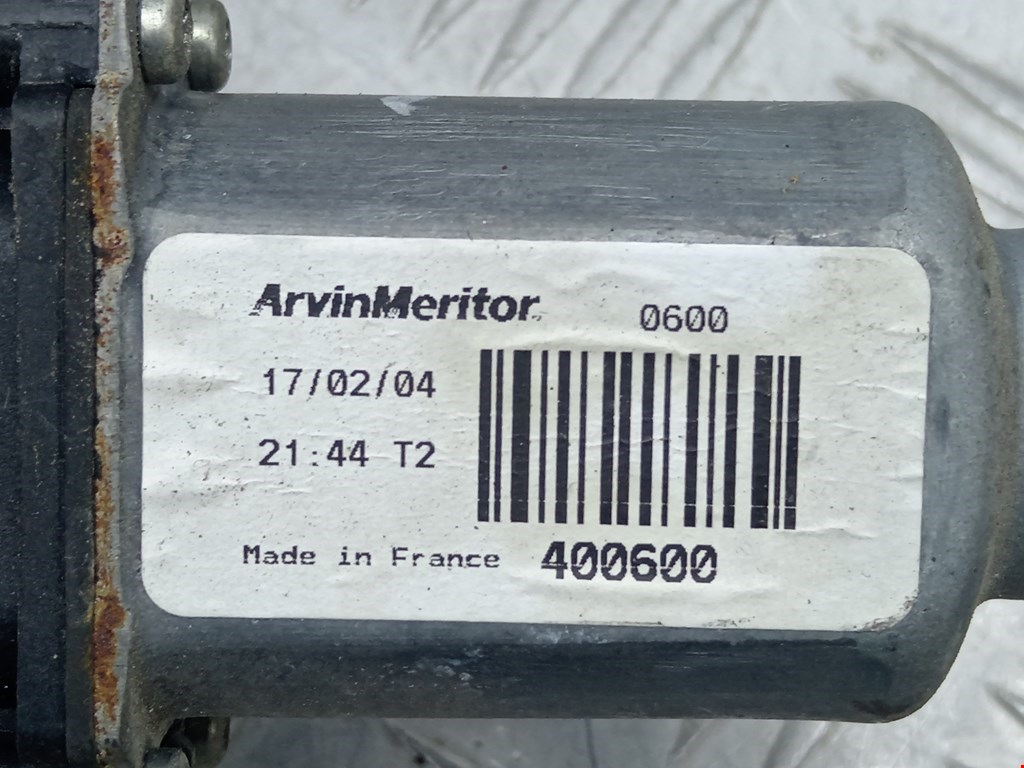 ArvinMeritor 0600
17/02/04
21:44 T2
Made in France 400600